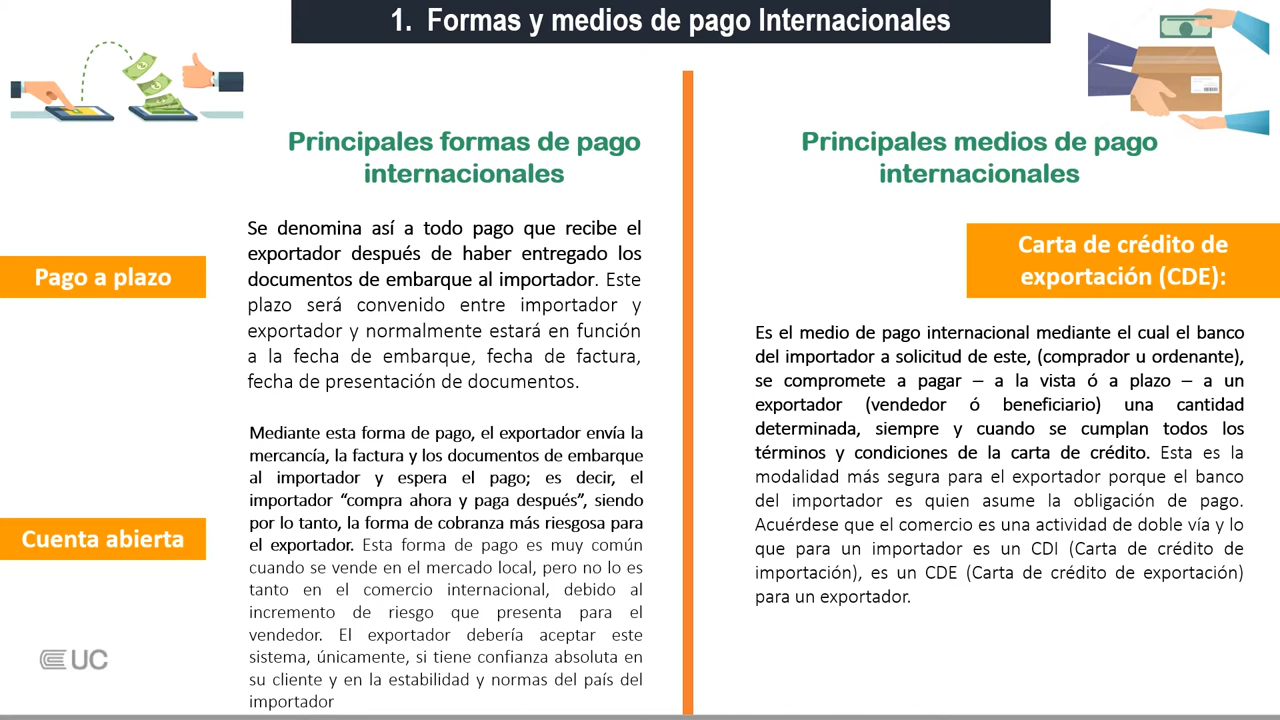 1. Formas y medios de pago Internacionales
Principales formas de pago
internacionales
Pago a plazo
Se denomina así a todo pago que recibe el
exportador después de haber entregado los
documentos de embarque al importador. Este
plazo será convenido entre importador y
exportador y normalmente estará en función
a la fecha de embarque, fecha de factura,
fecha de presentación de documentos.
Cuenta abierta
Mediante esta forma de pago, el exportador envía la
mercancía, la factura y los documentos de embarque
al importador y espera el pago; es decir, el
importador “compra ahora y paga después”, siendo
por lo tanto, la forma de cobranza más riesgosa para
el exportador. Esta forma de pago es muy común
cuando se vende en el mercado local, pero no lo es
tanto en el comercio internacional, debido al
incremento de riesgo que presenta para el
vendedor. El exportador debería aceptar este
sistema, únicamente, si tiene confianza absoluta en
su cliente y en la estabilidad y normas del país del
importador
UC
Principales medios de pago
internacionales
Carta de crédito de
exportación (CDE):
Es el medio de pago internacional mediante el cual el banco
del importador a solicitud de este, (comprador u ordenante),
se compromete a pagar – a la vista ó a plazo – a un
exportador (vendedor ó beneficiario) una cantidad
determinada, siempre y cuando se cumplan todos los
términos y condiciones de la carta de crédito. Esta es la
modalidad más segura para el exportador porque el banco
del importador es quien asume la obligación de pago.
Acuérdese que el comercio es una actividad de doble vía y lo
que para un importador es un CDI (Carta de crédito de
importación), es un CDE (Carta de crédito de exportación)
para un exportador.